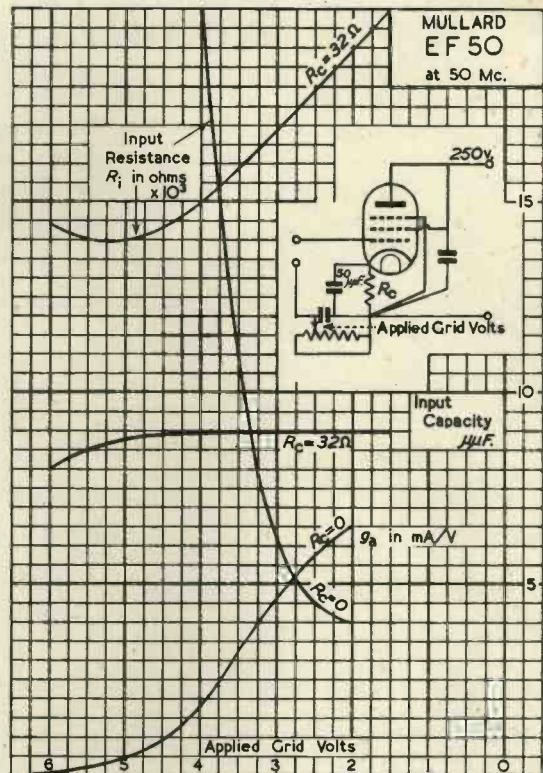 MULLARD
EF 50
at 50 Mc.
Rc=32Ω
Input
Resistance
Ri in ohms
×10³
250v.
15
50
μμF.
Rc
Applied Grid Volts
10
Input
Capacity
μμF.
Rc=32Ω
Rc=0
ga in mA/V
Rc=0
5
Applied Grid Volts
6 5 4 3 2 1 0